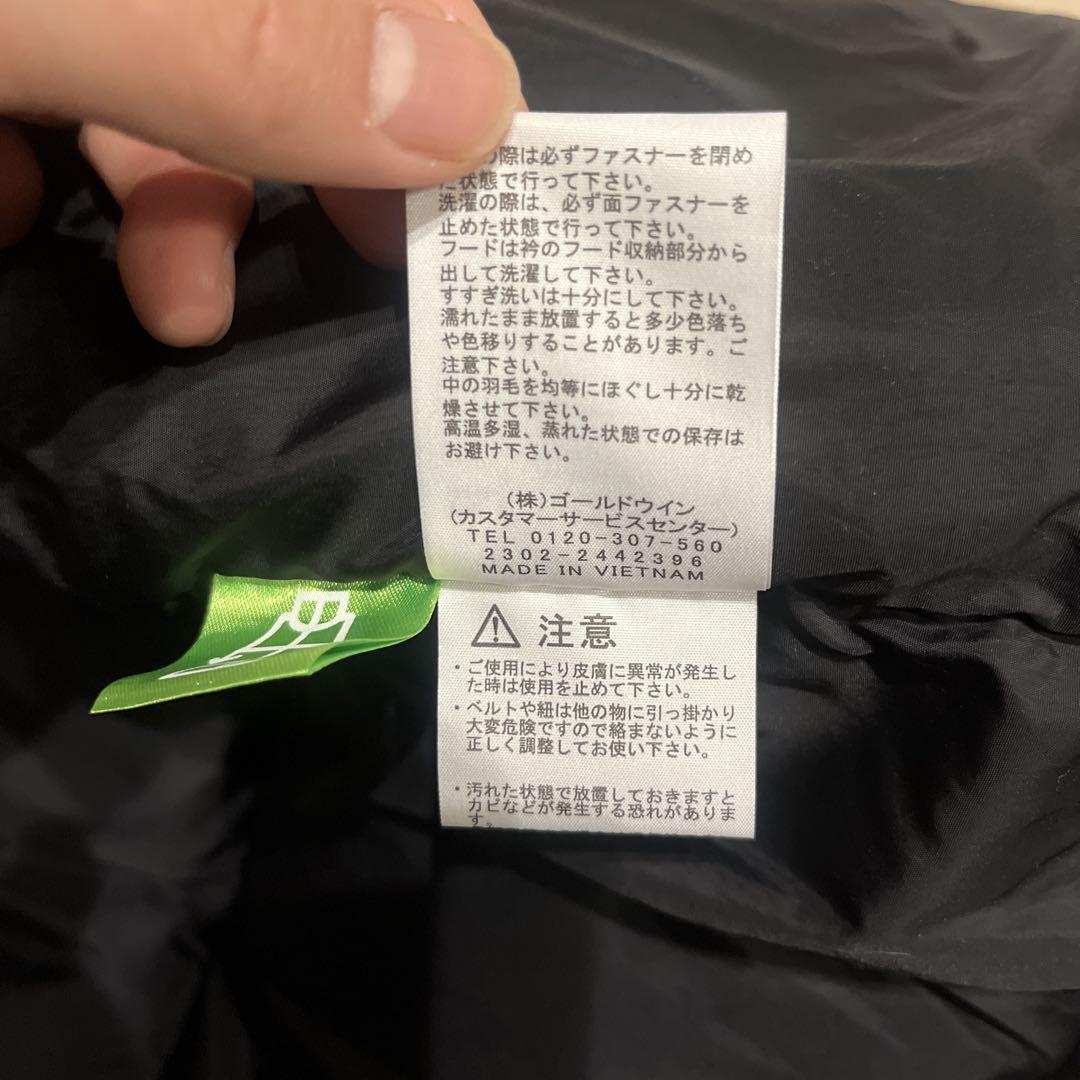 の際は必ずファスナーを閉め
た状態で行って下さい。
洗濯の際は、必ず面ファスナーを
止めた状態で行って下さい。
フードは衿のフード収納部分から
出して洗濯して下さい。
すすぎ洗いは十分にして下さい。
濡れたまま放置すると多少色落ち
や色移りすることがあります。ご
注意下さい。
中の羽毛を均等にほぐし十分に乾
燥させて下さい。
高温多湿、蒸れた状態での保存は
お避け下さい。
(株)ゴールドウイン
(カスタマーサービスセンター)
TEL 0120-307-560
2302-2442396
MADE IN VIETNAM
注意
・ご使用により皮膚に異常が発生し
た時は使用を止めて下さい。
・ベルトや紐は他の物に引っ掛かり
大変危険ですので絡まないように
正しく調整してお使い下さい。
・汚れた状態で放置しておきますと
カビなどが発生する恐れがありま
す。